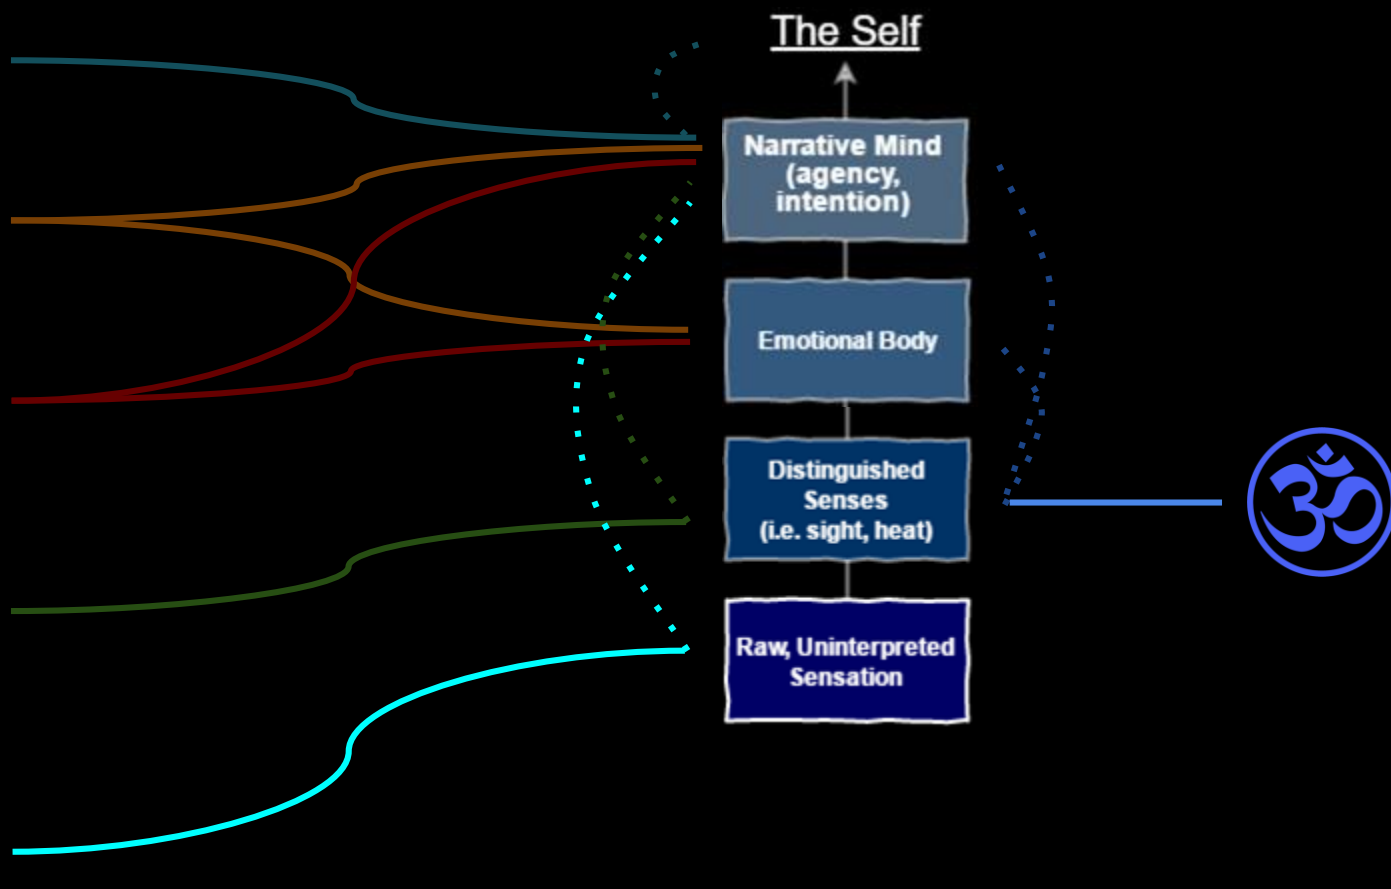 The Self
Narrative Mind
(agency,
intention)
Emotional Body
Distinguished
Senses
(i.e. sight, heat)
ॐ
Raw, Uninterpreted
Sensation